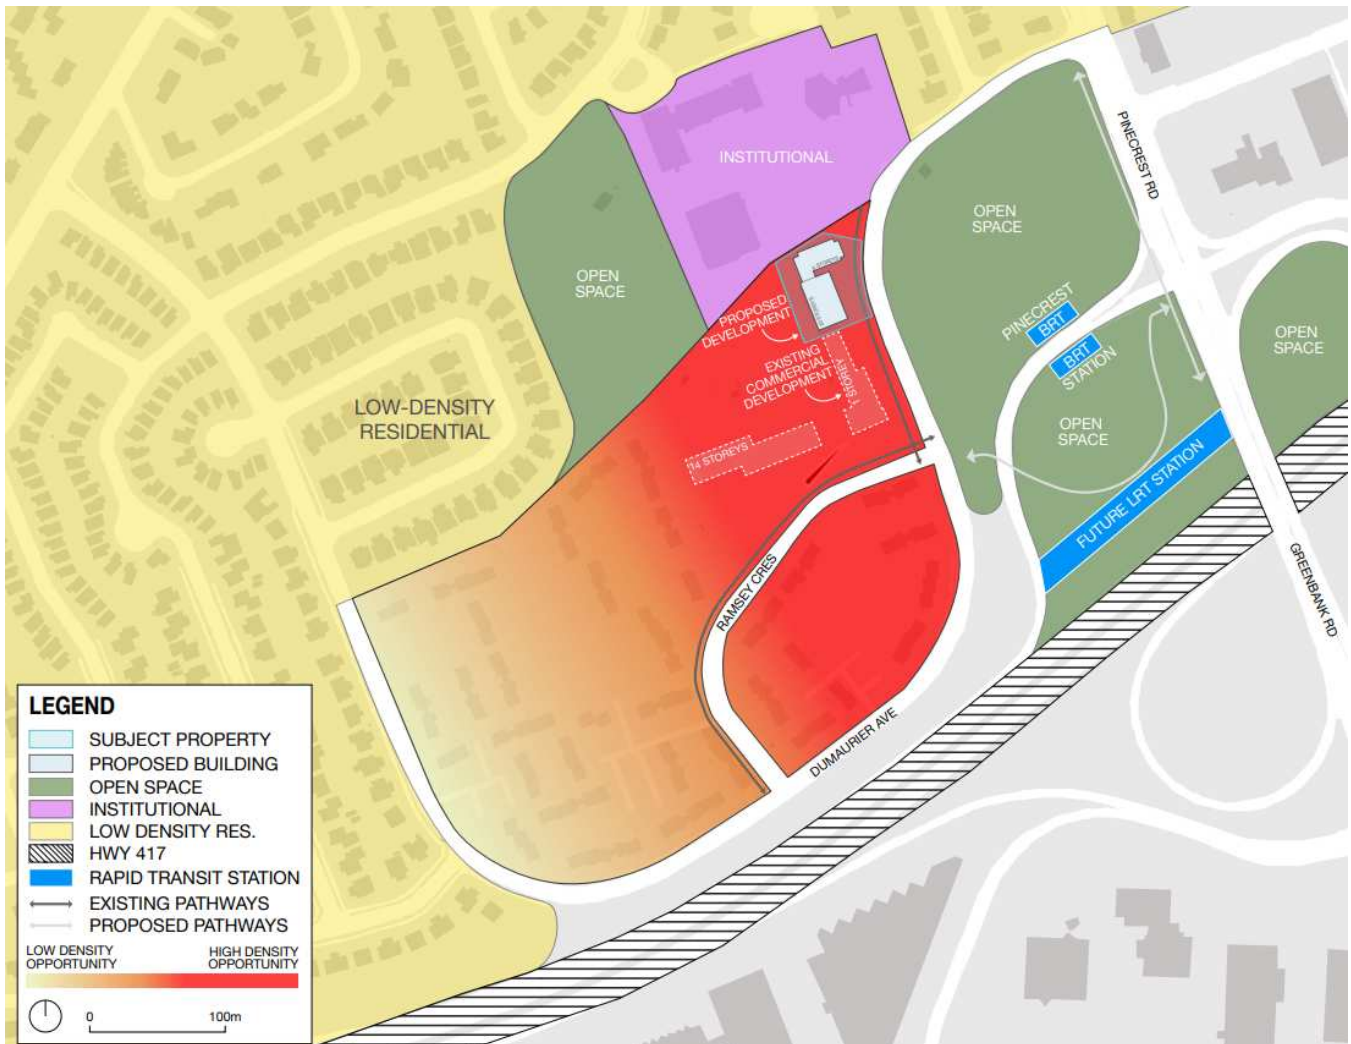 INSTITUTIONAL
PINECREST RD
OPEN
SPACE
OPEN
SPACE
PINECREST
BRT
BRT
STATION
OPEN
SPACE
PROPOSED
DEVELOPMENT
EXISTING
COMMERCIAL
DEVELOPMENT
1 STOREY
LOW-DENSITY
RESIDENTIAL
OPEN
SPACE
14 STOREYS
FUTURE LRT STATION
GREENBANK RD
RAMSEY CRES
DUMAURIER AVE
LEGEND
SUBJECT PROPERTY
PROPOSED BUILDING
OPEN SPACE
INSTITUTIONAL
LOW DENSITY RES.
HWY 417
RAPID TRANSIT STATION
EXISTING PATHWAYS
PROPOSED PATHWAYS
LOW DENSITY
OPPORTUNITY
HIGH DENSITY
OPPORTUNITY
0 100m